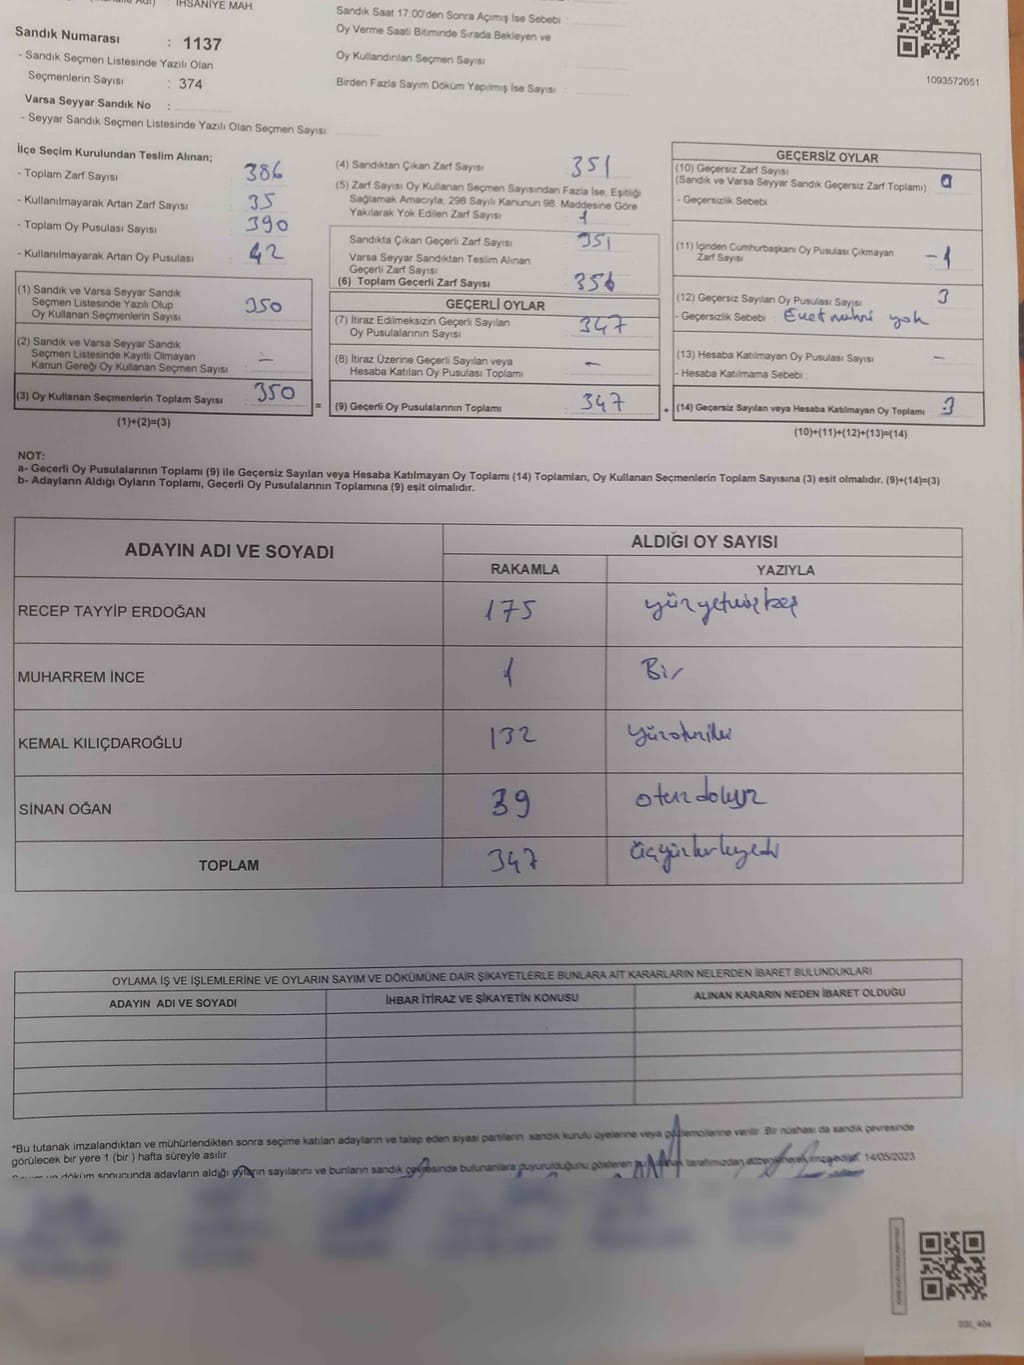 : İHSANİYE MAH.
Sandık Numarası : 1137
- Sandık Seçmen Listesinde Yazılı Olan
Seçmenlerin Sayısı : 374
Varsa Seyyar Sandık No :
- Seyyar Sandık Seçmen Listesinde Yazılı Olan Seçmen Sayısı:
Sandık Saat 17:00'den Sonra Açımış İse Sebebi :
Oy Verme Saati Bitiminde Sırada Bekleyen ve
Oy Kullandırılan Seçmen Sayısı :
Birden Fazla Sayım Döküm Yapılmış İse Sayısı :
1093572651
İlçe Seçim Kurulundan Teslim Alınan;
- Toplam Zarf Sayısı 386
- Kullanılmayarak Artan Zarf Sayısı 35
- Toplam Oy Pusulası Sayısı 390
- Kullanılmayarak Artan Oy Pusulası 42
(1) Sandık ve Varsa Seyyar Sandık
Seçmen Listesinde Yazılı Olup
Oy Kullanan Seçmenlerin Sayısı 350
(2) Sandık ve Varsa Seyyar Sandık
Seçmen Listesinde Kayıtlı Olmayan
Kanun Gereği Oy Kullanan Seçmen Sayısı : –
(3) Oy Kullanan Seçmenlerin Toplam Sayısı 350
(1)+(2)=(3)
(4) Sandıktan Çıkan Zarf Sayısı 351
(5) Zarf Sayısı Oy Kullanan Seçmen Sayısından Fazla İse, Eşitliği
Sağlamak Amacıyla, 298 Sayılı Kanunun 98. Maddesine Göre
Yakılarak Yok Edilen Zarf Sayısı 1
Sandıkta Çıkan Geçerli Zarf Sayısı 351
Varsa Seyyar Sandıktan Teslim Alınan
Geçerli Zarf Sayısı
(6) Toplam Geçerli Zarf Sayısı
GEÇERLİ OYLAR
(7) İtiraz Edilmeksizin Geçerli Sayılan
Oy Pusulalarının Sayısı 347
(8) İtiraz Üzerine Geçerli Sayılan veya
Hesaba Katılan Oy Pusulası Toplamı –
= (9) Geçerli Oy Pusulalarının Toplamı 347
GEÇERSİZ OYLAR
(10) Geçersiz Zarf Sayısı
(Sandık ve Varsa Seyyar Sandık Geçersiz Zarf Toplamı) 0
- Geçersizlik Sebebi
(11) İçinden Cumhurbaşkanı Oy Pusulası Çıkmayan
Zarf Sayısı -1
(12) Geçersiz Sayılan Oy Pusulası Sayısı 3
- Geçersizlik Sebebi : Evet mühri yok
(13) Hesaba Katılmayan Oy Pusulası Sayısı –
- Hesaba Katılmama Sebebi :
+ (14) Geçersiz Sayılan veya Hesaba Katılmayan Oy Toplamı 3
(10)+(11)+(12)+(13)=(14)
NOT:
a- Geçerli Oy Pusulalarının Toplamı (9) ile Geçersiz Sayılan veya Hesaba Katılmayan Oy Toplamı (14) Toplamları, Oy Kullanan Seçmenlerin Toplam Sayısına (3) eşit olmalıdır. (9)+(14)=(3)
b- Adayların Aldığı Oyların Toplamı, Geçerli Oy Pusulalarının Toplamına (9) eşit olmalıdır.
ADAYIN ADI VE SOYADI ALDIĞI OY SAYISI
RAKAMLA YAZIYLA
RECEP TAYYİP ERDOĞAN 175 yüzyetmişbeş
MUHARREM İNCE 1 Bir
KEMAL KILIÇDAROĞLU 132 yüzotuziki
SİNAN OĞAN 39 otuzdokuz
TOPLAM 347 üçyüzkırkyedi
OYLAMA İŞ VE İŞLEMLERİNE VE OYLARIN SAYIM VE DÖKÜMÜNE DAİR ŞİKAYETLERLE BUNLARA AİT KARARLARIN NELERDEN İBARET BULUNDUKLARI
ADAYIN ADI VE SOYADI İHBAR İTİRAZ VE ŞİKAYETİN KONUSU ALINAN KARARIN NEDEN İBARET OLDUĞU
*Bu tutanak imzalandıktan ve mühürlendikten sonra seçime katılan adayların ve talep eden siyasi partilerin sandık kurulu üyelerine veya gözlemcilerine verilir. Bir nüshası da sandık çevresinde
görülecek bir yere 1 (bir ) hafta süreyle asılır.
döküm sonucunda adayların aldığı oyların sayılarını ve bunların sandık çevresinde bulunanlara duyurulduğunu gösteren bu tarafımızdan düzenlenerek imza edildi. 14/05/2023